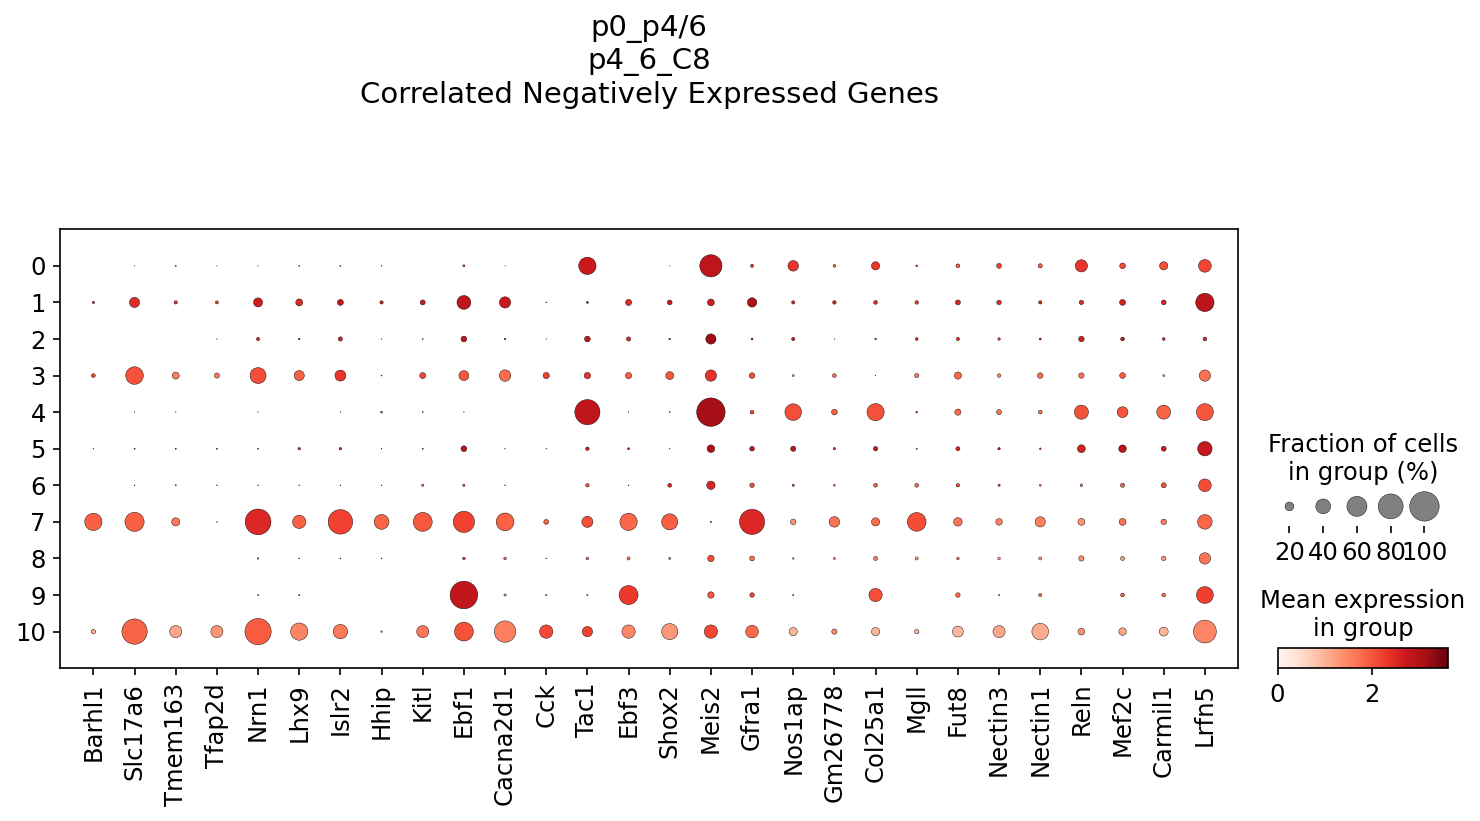 p0_p4/6
p4_6_C8
Correlated Negatively Expressed Genes
0
1
2
3
4
5
6
7
8
9
10
Barhl1
Slc17a6
Tmem163
Tfap2d
Nrn1
Lhx9
Islr2
Hhip
Kitl
Ebf1
Cacna2d1
Cck
Tac1
Ebf3
Shox2
Meis2
Gfra1
Nos1ap
Gm26778
Col25a1
Mgll
Fut8
Nectin3
Nectin1
Reln
Mef2c
Carmil1
Lrfn5
Fraction of cells
in group (%)
20 40 60 80 100
Mean expression
in group
0 2